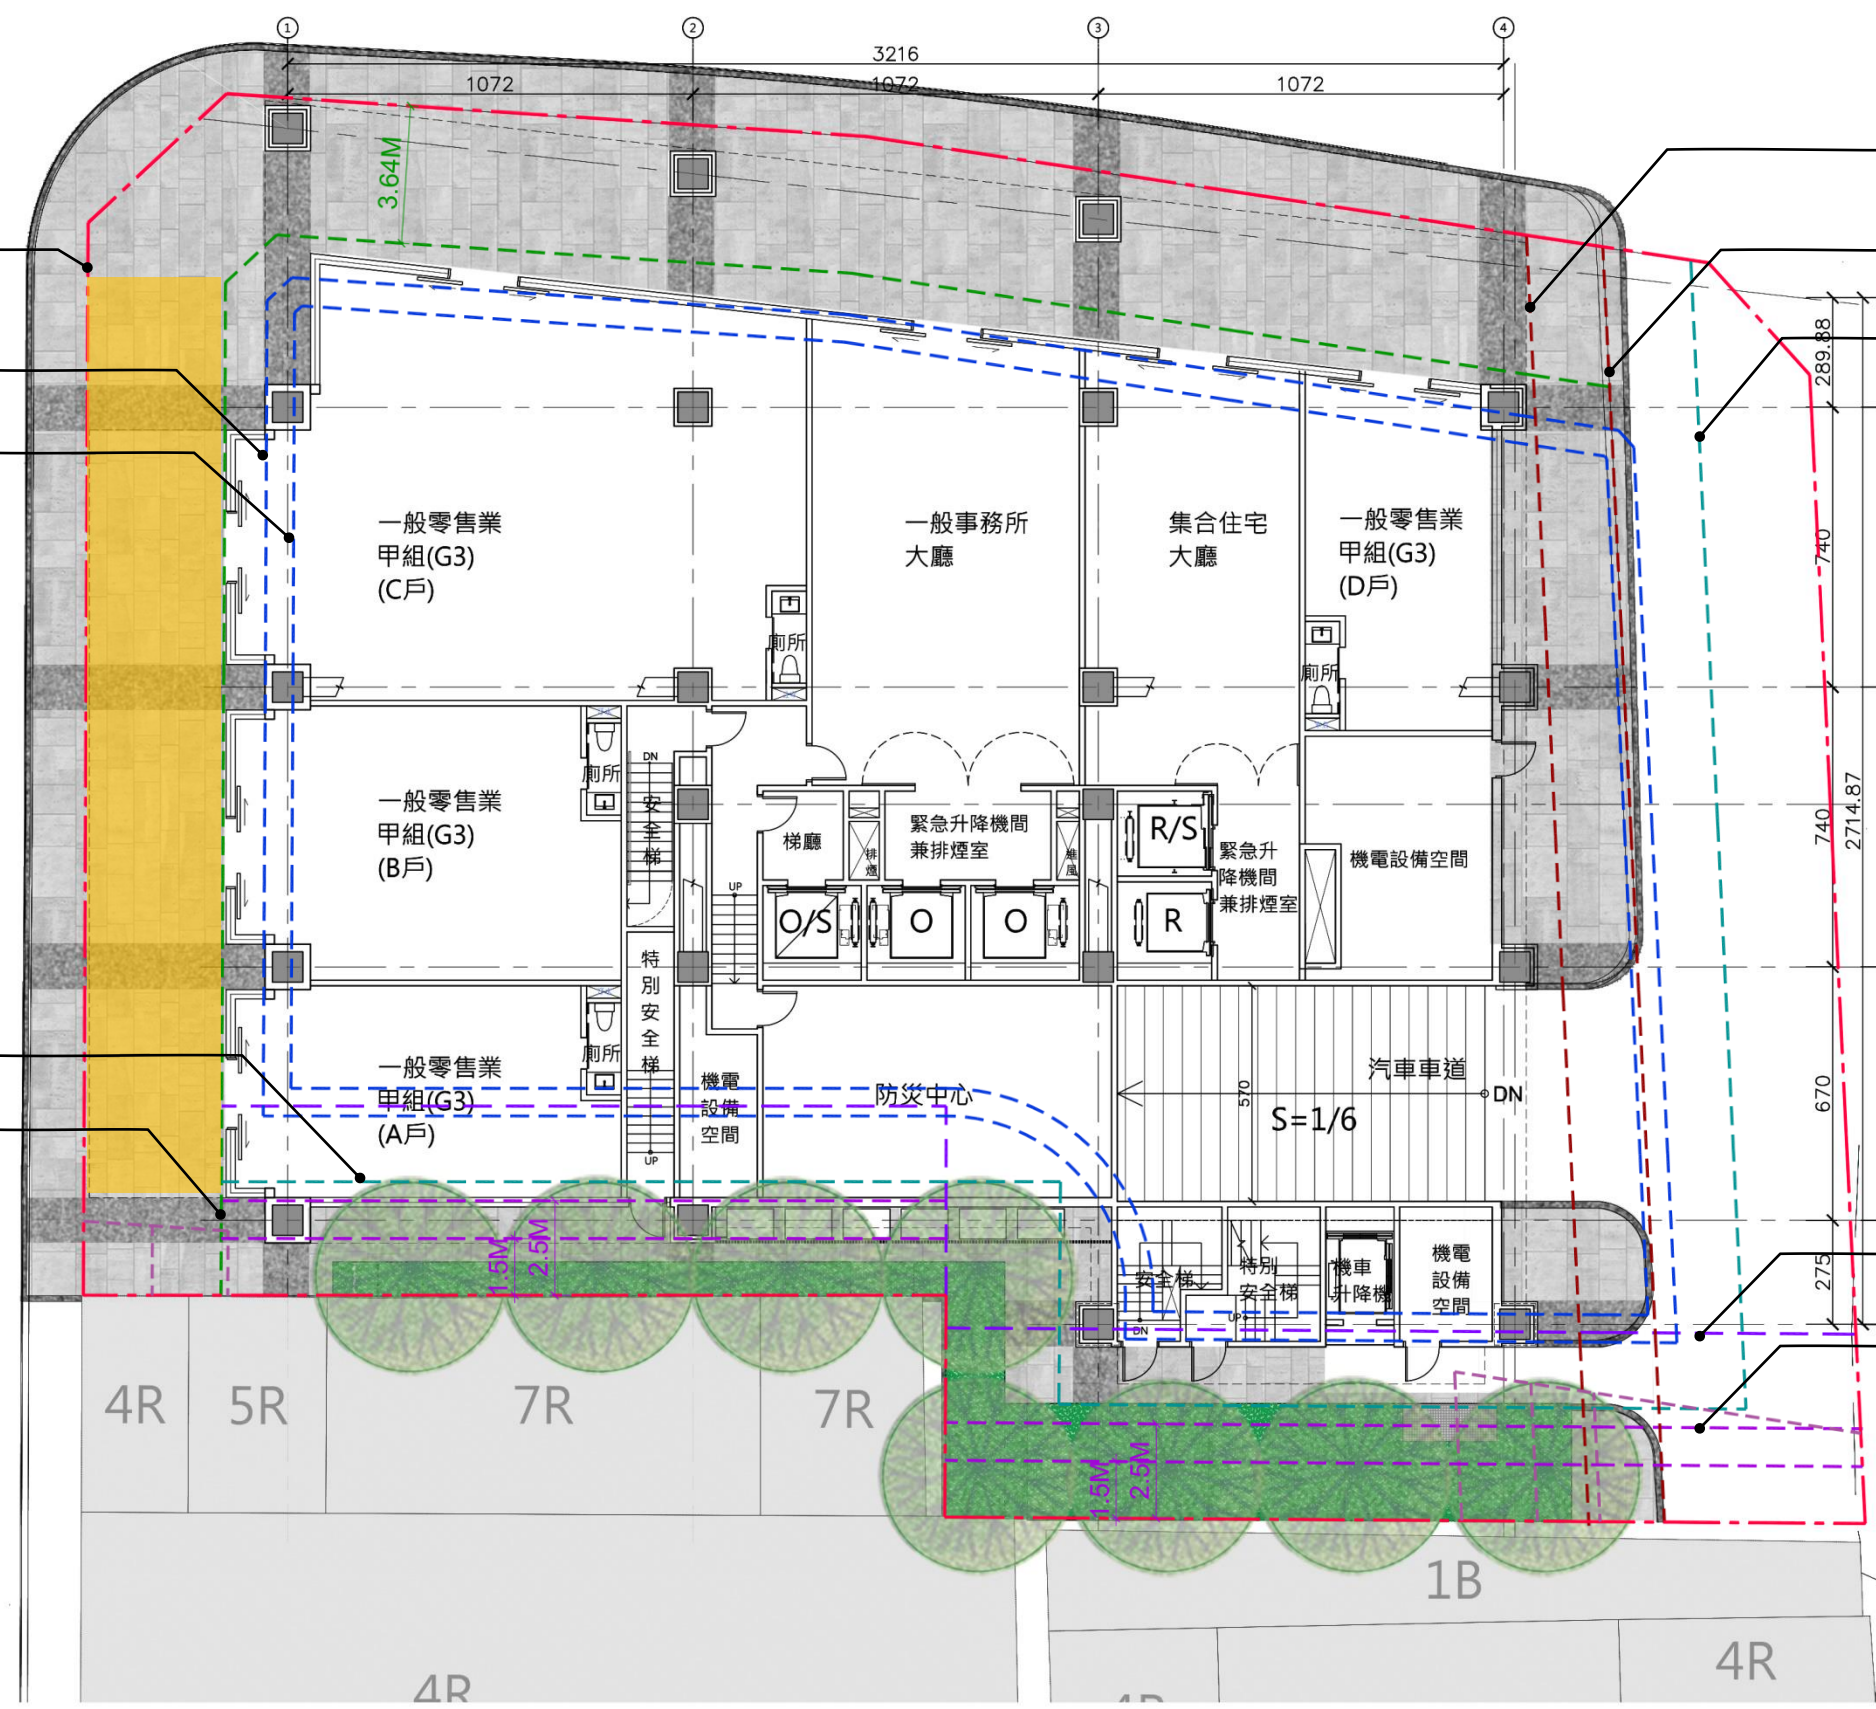 1
2
3
4
3216
1072
1072
1072
3.64M
289.88
740
740
2714.87
670
275
一般零售業
甲組(G3)
(C戶)
一般事務所
大廳
集合住宅
大廳
一般零售業
甲組(G3)
(D戶)
廁所
廁所
一般零售業
甲組(G3)
(B戶)
廁所
DN
安全梯
梯廳
排煙
緊急升降機間
兼排煙室
進風
R/S
緊急升
降機間
兼排煙室
機電設備空間
UP
O/S
O
O
R
特別安全梯
一般零售業
甲組(G3)
(A戶)
廁所
UP
機電
設備
空間
防災中心
570
汽車車道
DN
S=1/6
1.5M
2.5M
安全梯
DN
特別
安全梯
UP
機車
升降機
機電
設備
空間
4R
5R
7R
7R
1.5M
2.5M
1B
4R
4R
4R